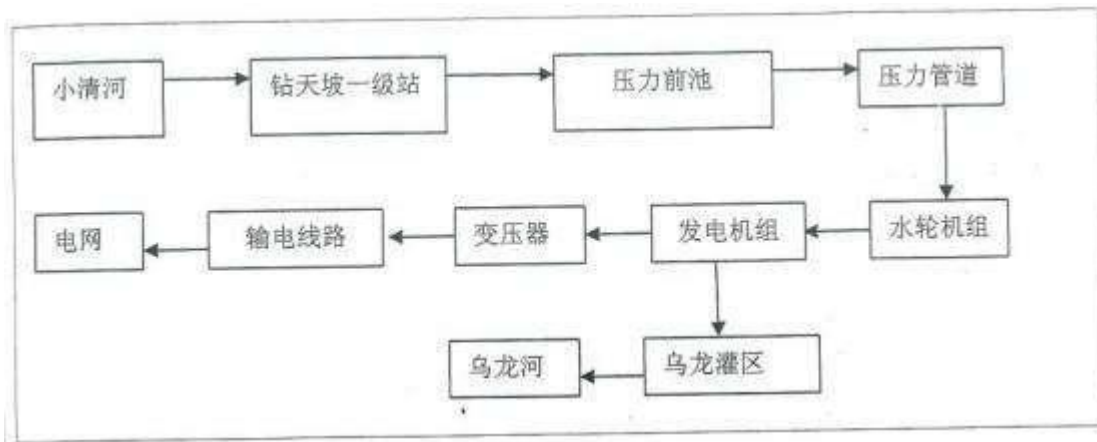 小清河
钻天坡一级站
压力前池
压力管道
水轮机组
发电机组
变压器
输电线路
电网
乌龙灌区
乌龙河